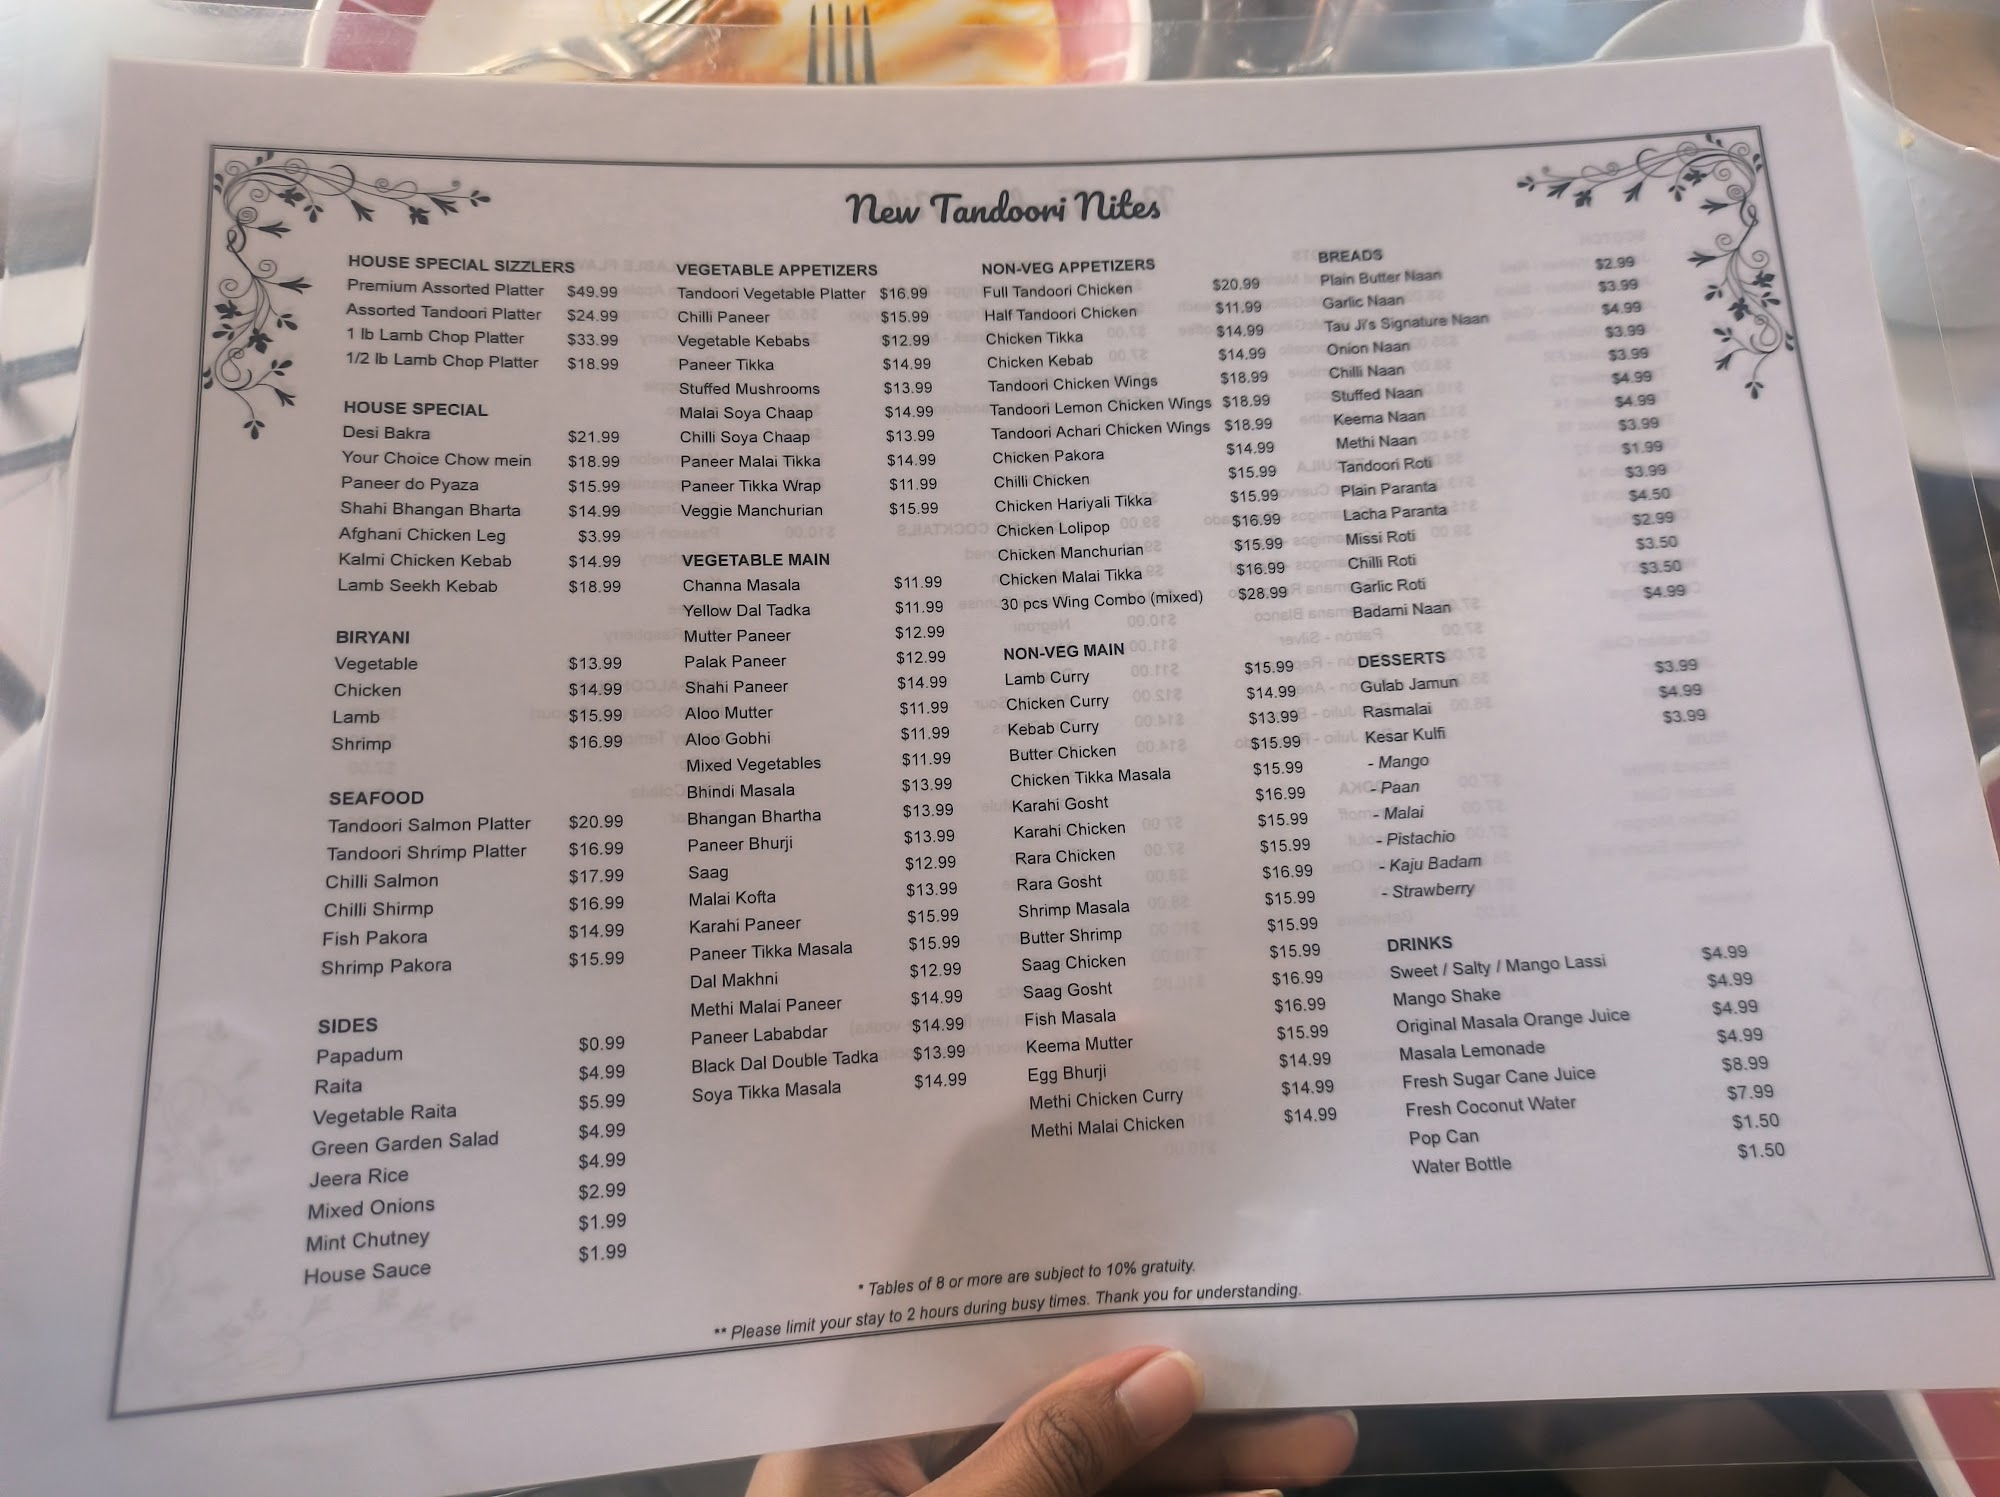 New Tandoori Nites
HOUSE SPECIAL SIZZLERS
Premium Assorted Platter $49.99
Assorted Tandoori Platter $24.99
1 lb Lamb Chop Platter $33.99
1/2 lb Lamb Chop Platter $18.99
HOUSE SPECIAL
Desi Bakra $21.99
Your Choice Chow mein $18.99
Paneer do Pyaza $15.99
Shahi Bhangan Bharta $14.99
Afghani Chicken Leg $3.99
Kalmi Chicken Kebab $14.99
Lamb Seekh Kebab $18.99
BIRYANI
Vegetable $13.99
Chicken $14.99
Lamb $15.99
Shrimp $16.99
SEAFOOD
Tandoori Salmon Platter $20.99
Tandoori Shrimp Platter $16.99
Chilli Salmon $17.99
Chilli Shirmp $16.99
Fish Pakora $14.99
Shrimp Pakora $15.99
SIDES
Papadum $0.99
Raita $4.99
Vegetable Raita $5.99
Green Garden Salad $4.99
Jeera Rice $4.99
Mixed Onions $2.99
Mint Chutney $1.99
House Sauce $1.99
VEGETABLE APPETIZERS
Tandoori Vegetable Platter $16.99
Chilli Paneer $15.99
Vegetable Kebabs $12.99
Paneer Tikka $14.99
Stuffed Mushrooms $13.99
Malai Soya Chaap $14.99
Chilli Soya Chaap $13.99
Paneer Malai Tikka $14.99
Paneer Tikka Wrap $11.99
Veggie Manchurian $15.99
VEGETABLE MAIN
Channa Masala $11.99
Yellow Dal Tadka $11.99
Mutter Paneer $12.99
Palak Paneer $12.99
Shahi Paneer $14.99
Aloo Mutter $11.99
Aloo Gobhi $11.99
Mixed Vegetables $11.99
Bhindi Masala $13.99
Bhangan Bhartha $13.99
Paneer Bhurji $13.99
Saag $12.99
Malai Kofta $13.99
Karahi Paneer $15.99
Paneer Tikka Masala $15.99
Dal Makhni $12.99
Methi Malai Paneer $14.99
Paneer Lababdar $14.99
Black Dal Double Tadka $13.99
Soya Tikka Masala $14.99
NON-VEG APPETIZERS
Full Tandoori Chicken $20.99
Half Tandoori Chicken $11.99
Chicken Tikka $14.99
Chicken Kebab $14.99
Tandoori Chicken Wings $18.99
Tandoori Lemon Chicken Wings $18.99
Tandoori Achari Chicken Wings $18.99
Chicken Pakora $14.99
Chilli Chicken $15.99
Chicken Hariyali Tikka $15.99
Chicken Lolipop $16.99
Chicken Manchurian $15.99
Chicken Malai Tikka $16.99
30 pcs Wing Combo (mixed) $28.99
NON-VEG MAIN
Lamb Curry $15.99
Chicken Curry $14.99
Kebab Curry $13.99
Butter Chicken $15.99
Chicken Tikka Masala $15.99
Karahi Gosht $16.99
Karahi Chicken $15.99
Rara Chicken $15.99
Rara Gosht $16.99
Shrimp Masala $15.99
Butter Shrimp $15.99
Saag Chicken $15.99
Saag Gosht $16.99
Fish Masala $16.99
Keema Mutter $15.99
Egg Bhurji $14.99
Methi Chicken Curry $14.99
Methi Malai Chicken $14.99
BREADS
Plain Butter Naan $2.99
Garlic Naan $3.99
Tau Ji's Signature Naan $4.99
Onion Naan $3.99
Chilli Naan $3.99
Stuffed Naan $4.99
Keema Naan $4.99
Methi Naan $3.99
Tandoori Roti $1.99
Plain Paranta $3.99
Lacha Paranta $4.50
Missi Roti $2.99
Chilli Roti $3.50
Garlic Roti $3.50
Badami Naan $4.99
DESSERTS
Gulab Jamun $3.99
Rasmalai $4.99
Kesar Kulfi $3.99
- Mango
- Paan
- Malai
- Pistachio
- Kaju Badam
- Strawberry
DRINKS
Sweet / Salty / Mango Lassi $4.99
Mango Shake $4.99
Original Masala Orange Juice $4.99
Masala Lemonade $4.99
Fresh Sugar Cane Juice $8.99
Fresh Coconut Water $7.99
Pop Can $1.50
Water Bottle $1.50
* Tables of 8 or more are subject to 10% gratuity.
** Please limit your stay to 2 hours during busy times. Thank you for understanding.